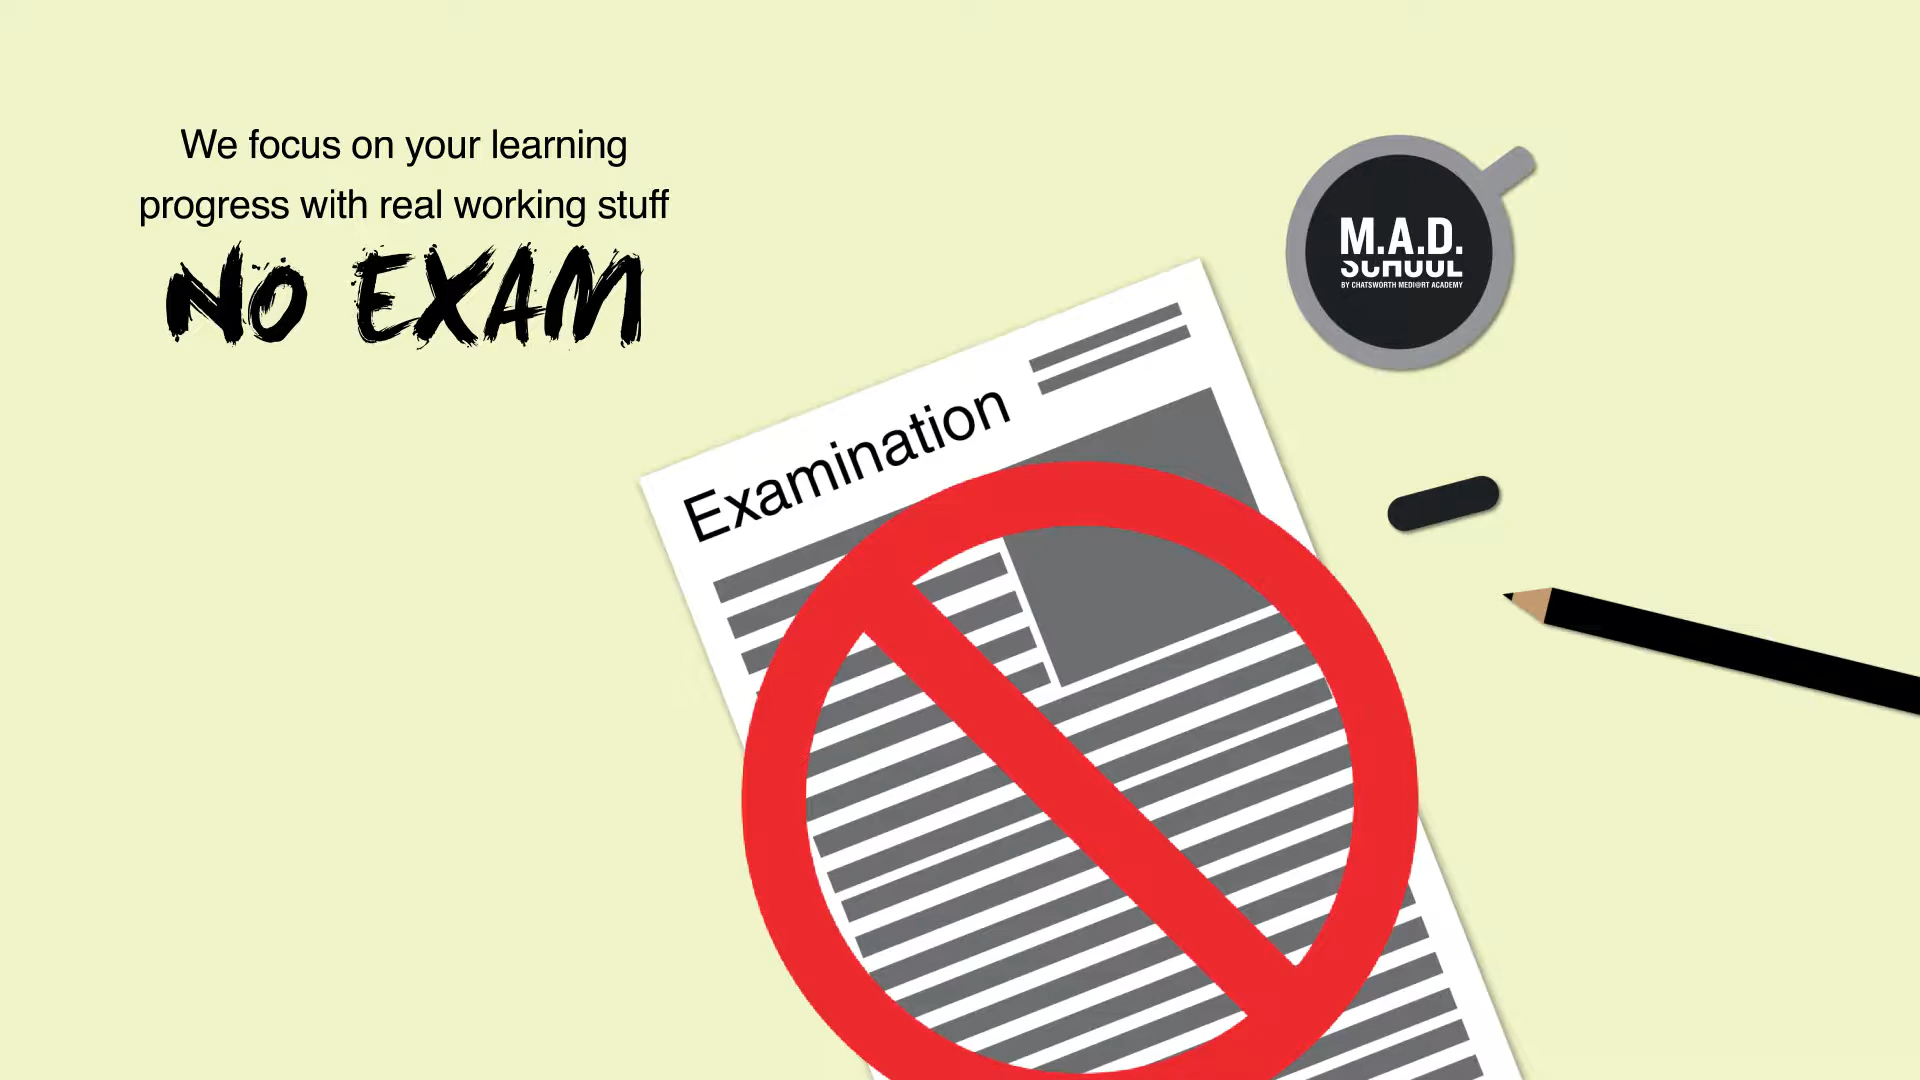 We focus on your learning
progress with real working stuff
NO EXAM
M.A.D.
SCHOOL
BY CHATSWORTH MEDI@RT ACADEMY
Examination